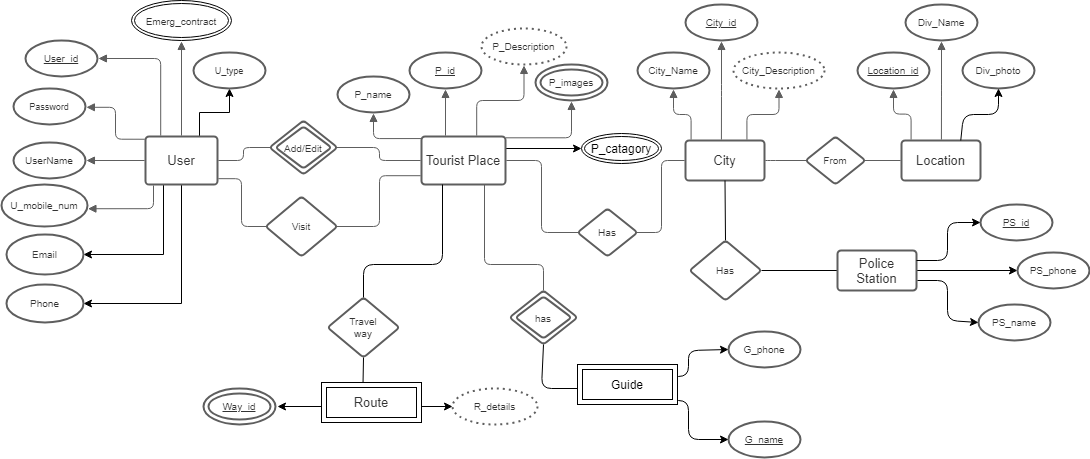 Emerg_contract
City_id
Div_Name
User_id
U_type
P_Description
P_id
P_images
City_Name
City_Description
Location_id
Div_photo
Password
P_name
UserName
User
Add/Edit
Tourist Place
P_catagory
City
From
Location
U_mobile_num
Visit
Has
PS_id
Email
Has
Police
Station
PS_phone
Phone
Travel
way
has
PS_name
G_phone
Way_id
Route
R_details
Guide
G_name